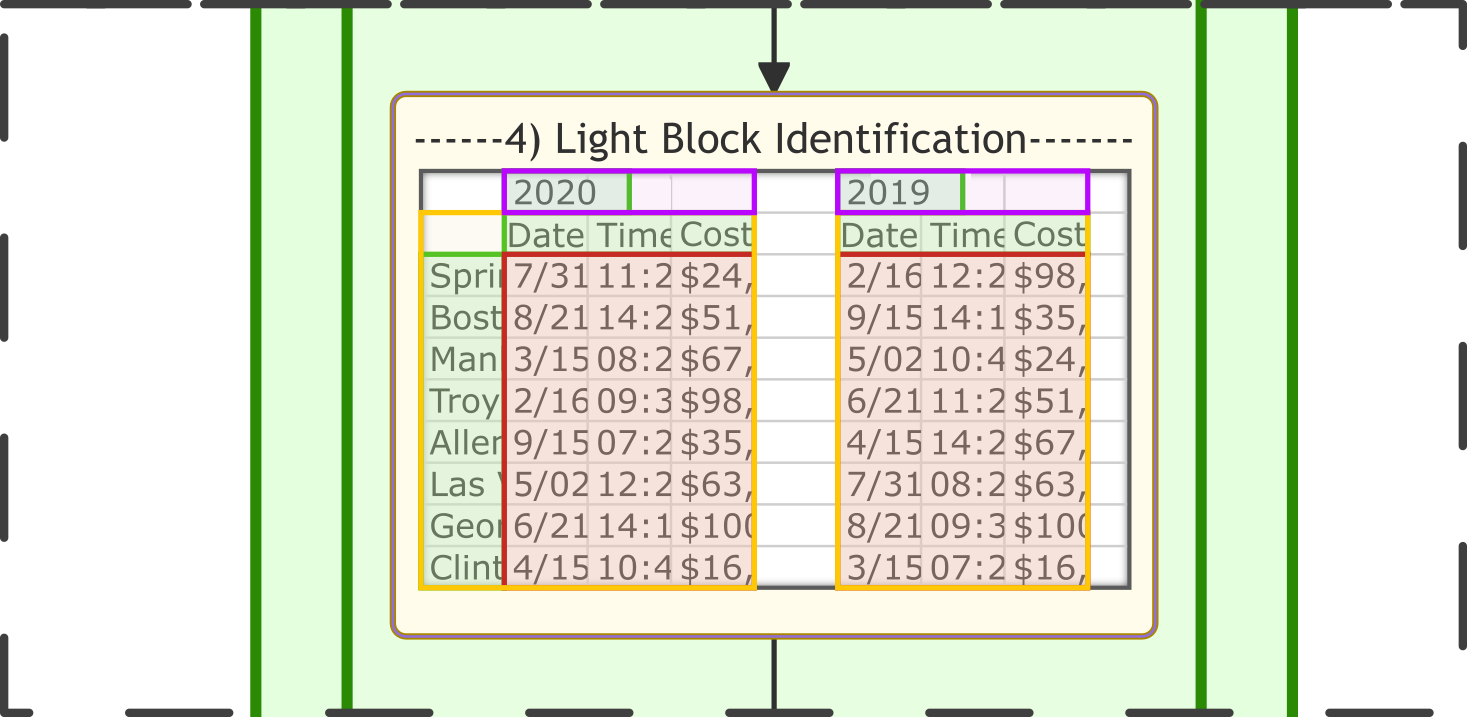 ------4) Light Block Identification-------
2020 2019
Date Time Cost Date Time Cost
Sprin 7/31 11:2 $24, 2/16 12:2 $98,
Bost 8/21 14:2 $51, 9/15 14:1 $35,
Man 3/15 08:2 $67, 5/02 10:4 $24,
Troy 2/16 09:3 $98, 6/21 11:2 $51,
Aller 9/15 07:2 $35, 4/15 14:2 $67,
Las 5/02 12:2 $63, 7/31 08:2 $63,
Geor 6/21 14:1 $100 8/21 09:3 $100
Clint 4/15 10:4 $16, 3/15 07:2 $16,